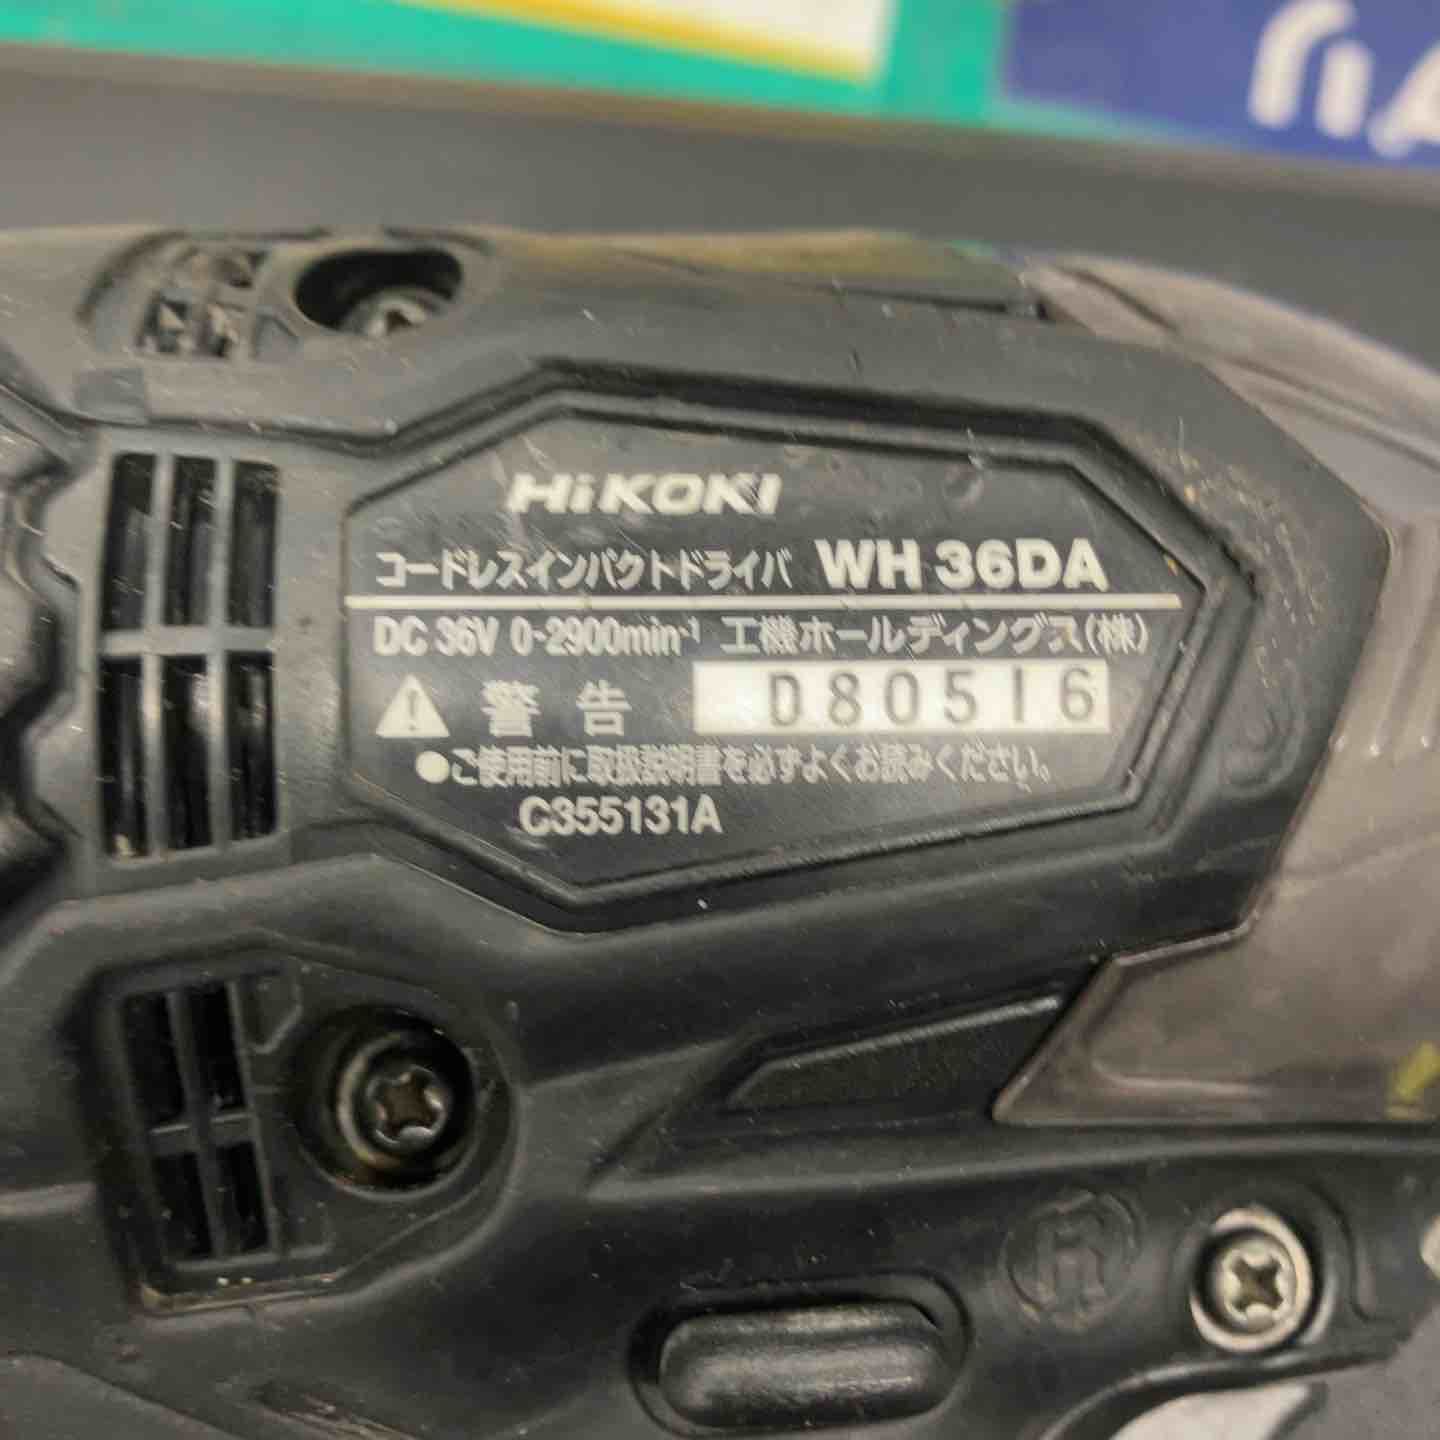 HiKOKI
コードレスインパクトドライバ WH 36DA
DC 36V 0-2900min-1 工機ホールディングス(株)
警告 D80516
●ご使用前に取扱説明書を必ずよくお読みください。
C355131A
R